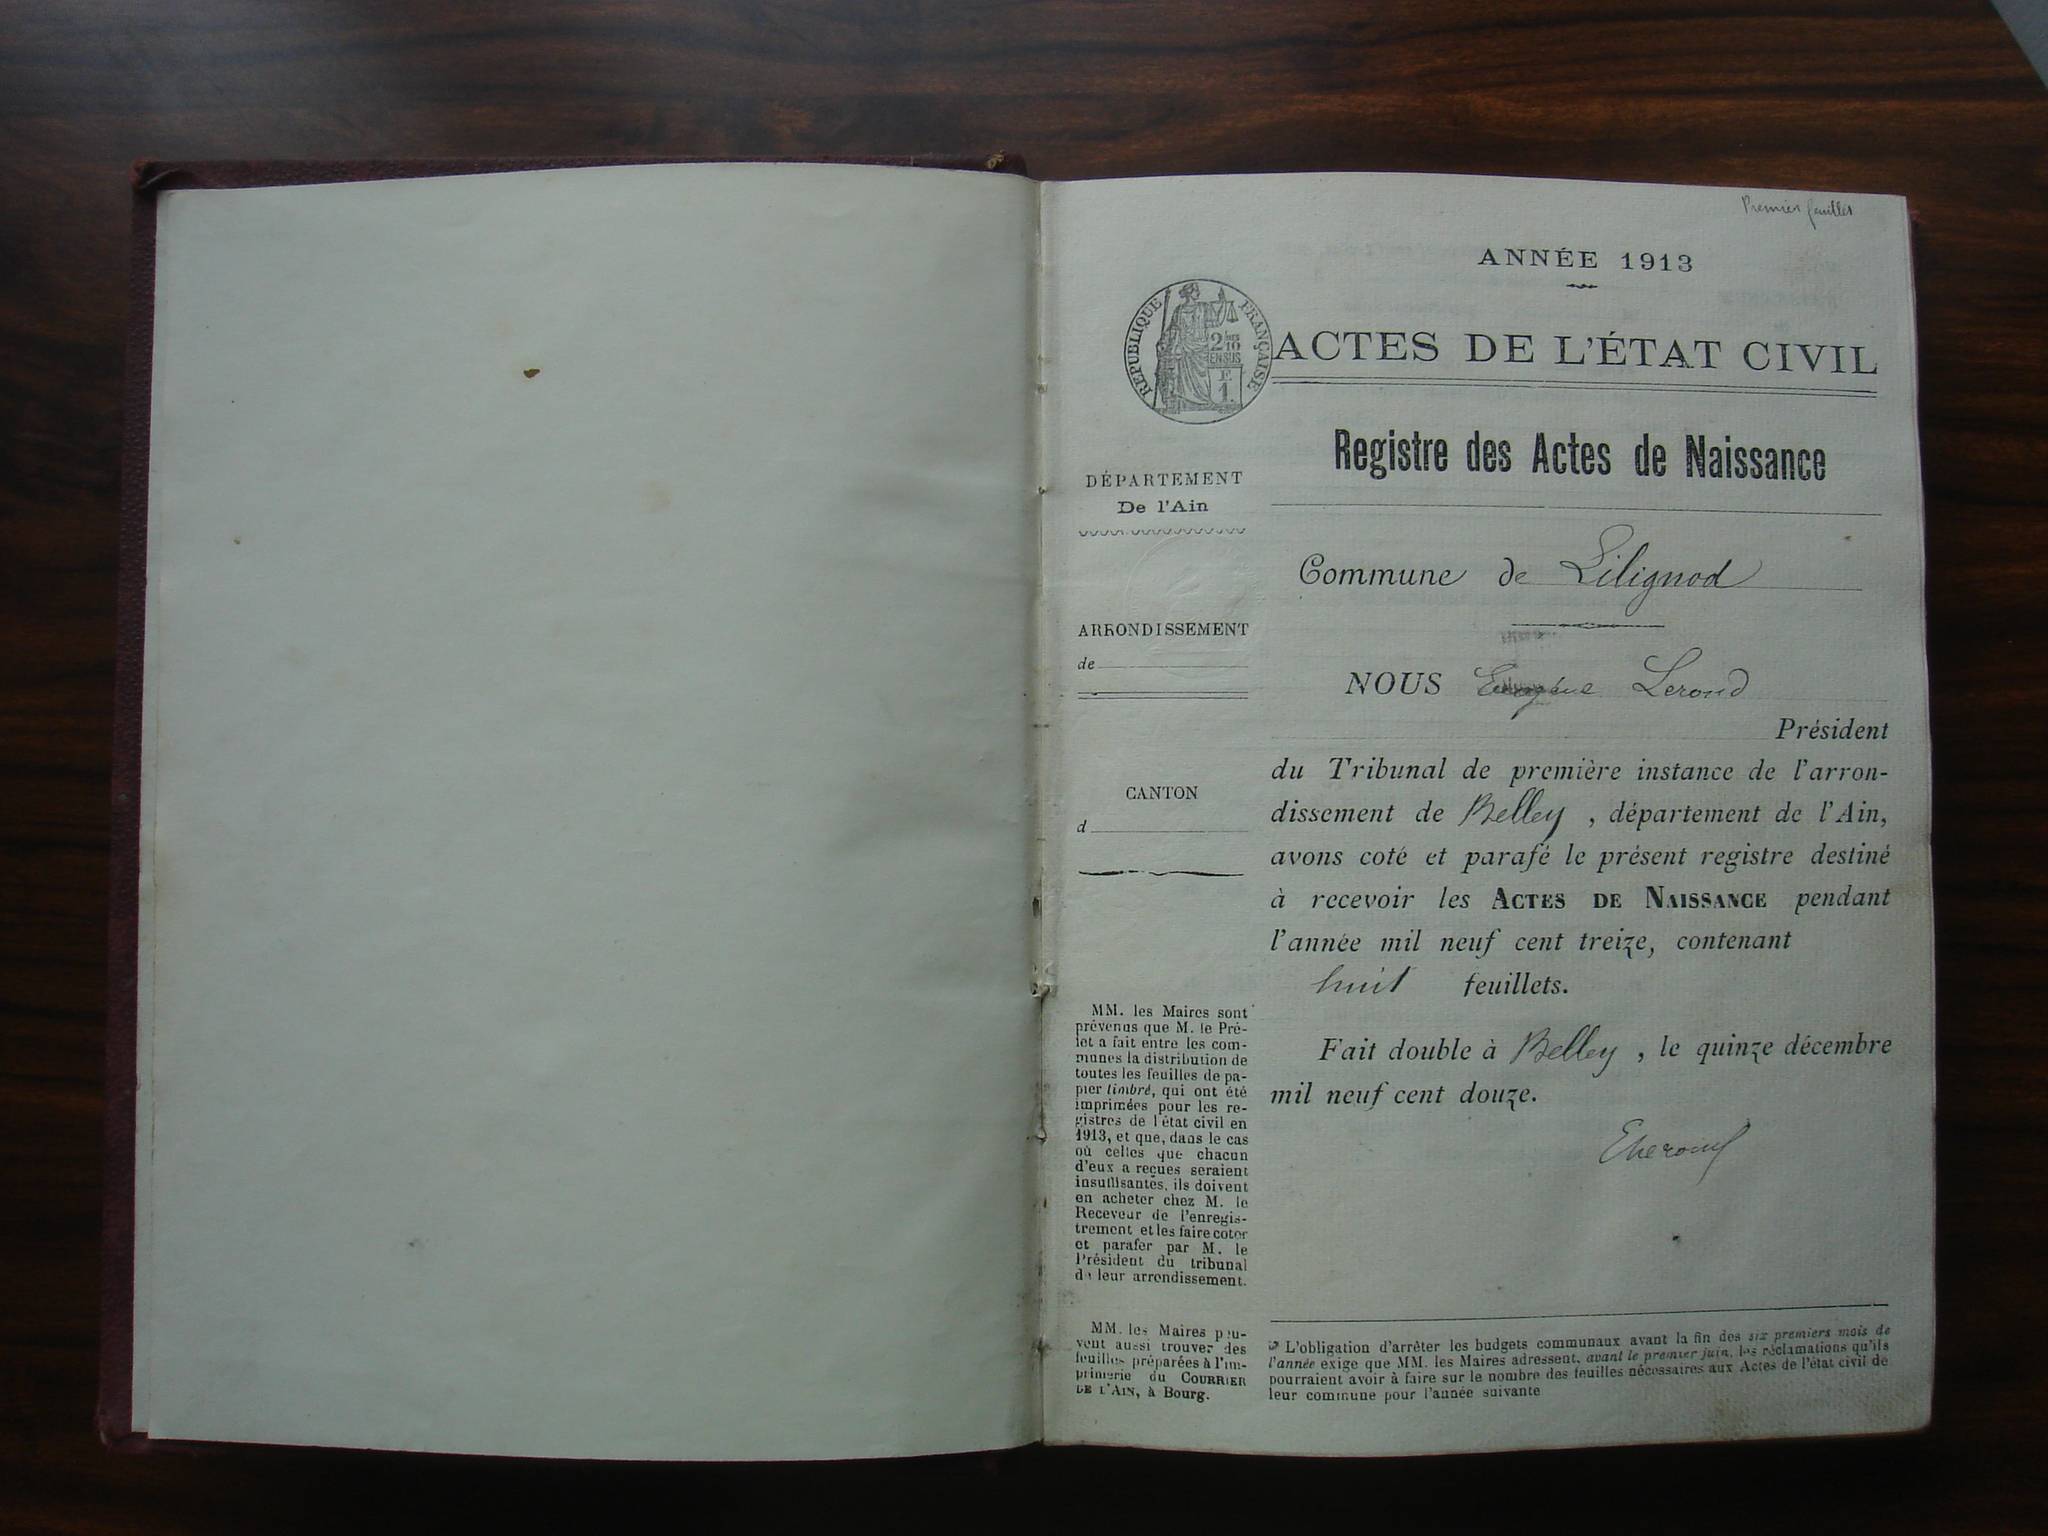 Premier feuillet
ANNÉE 1913
RÉPUBLIQUE FRANÇAISE
2/10
EN SUS
F.
1.
ACTES DE L'ÉTAT CIVIL
Registre des Actes de Naissance
DÉPARTEMENT
De l'Ain
ARRONDISSEMENT
de
CANTON
d
MM. les Maires sont
prévenus que M. le Pré-
fet a fait entre les com-
munes la distribution de
toutes les feuilles de pa-
pier timbré, qui ont été
imprimées pour les re-
gistres de l'état civil en
1913, et que, dans le cas
où celles que chacun
d'eux a reçues seraient
insuffisantes, ils doivent
en acheter chez M. le
Receveur de l'enregis-
trement et les faire coter
et parafer par M. le
Président du tribunal
de leur arrondissement.
MM. les Maires peu-
vent aussi trouver des
feuilles préparées à l'im-
primerie du COURRIER
DE L'AIN, à Bourg.
Commune de Lilignod
NOUS Eugène Lerond
Président
du Tribunal de première instance de l'arron-
dissement de Belley, département de l'Ain,
avons coté et parafé le présent registre destiné
à recevoir les ACTES DE NAISSANCE pendant
l'année mil neuf cent treize, contenant
huit feuillets.
Fait double à Belley, le quinze décembre
mil neuf cent douze.
L'obligation d'arrêter les budgets communaux avant la fin des six premiers mois de
l'année exige que MM. les Maires adressent, avant le premier juin, les réclamations qu'ils
pourraient avoir à faire sur le nombre des feuilles nécessaires aux Actes de l'état civil de
leur commune pour l'année suivante